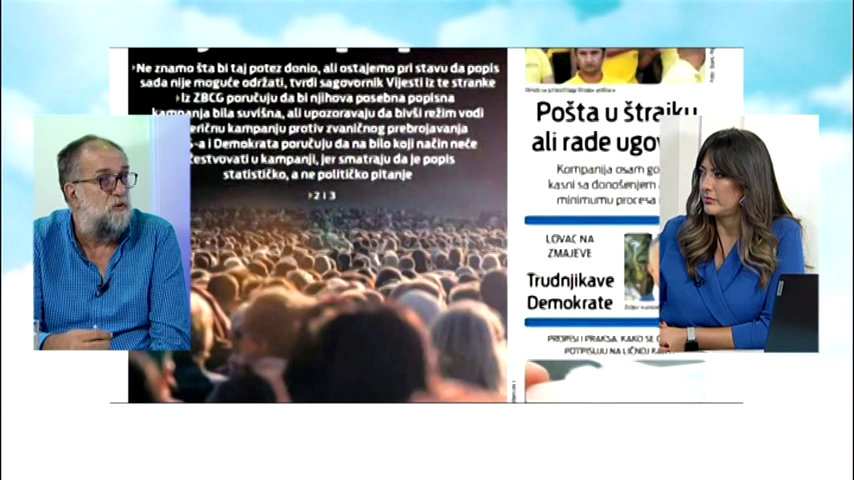 Ne znamo šta bi taj potez donio, ali ostajemo pri stavu da popis
sada nije moguće održati, tvrdi sagovornik Vijesti iz te stranke
Iz ZBCG poručuju da bi njihova posebna popisna
kampanja bila suvišna, ali upozoravaju da bivši režim vodi
kampanju protiv zvaničnog prebrojavanja
i Demokrata poručuju da na bilo koji način neće
u kampanji, jer smatraju da je popis
statističko, a ne političko pitanje
2 i 3
Pošta u štrajku
ali rade
Kompanija osam
kasni sa donošenjem
minimumu procesa
LOVAC NA
ZMAJEVE
Trudnjikave
Demokrate
PROPISI I PRAKSA: KAKO SE
POTPISUJU NA LIČNOJ